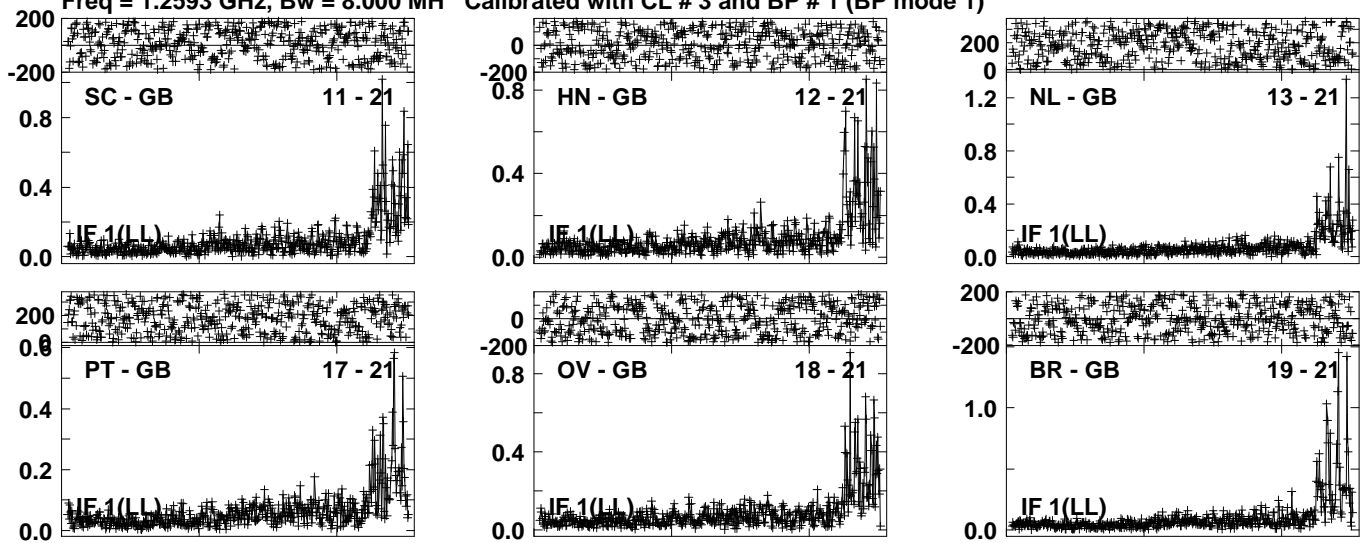 Freq = 1.2593 GHz, Bw = 8.000 MH Calibrated with CL # 3 and BP # 1 (BP mode 1)
200
-200
SC - GB 11 - 21
0.8
0.4
0.0
IF 1(LL)
0
-200
HN - GB 12 - 21
0.8
0.4
0.0
IF 1(LL)
200
0
NL - GB 13 - 21
1.2
0.8
0.4
0.0
IF 1(LL)
200
0
PT - GB 17 - 21
0.6
0.4
0.2
0.0
IF 1(LL)
0
-200
OV - GB 18 - 21
0.8
0.4
0.0
IF 1(LL)
200
-200
BR - GB 19 - 21
1.0
0.0
IF 1(LL)